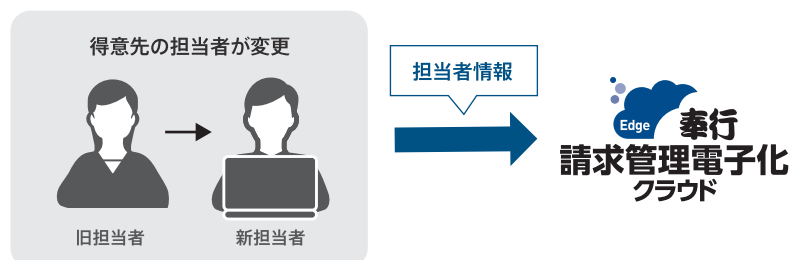 得意先の担当者が変更
旧担当者
新担当者
担当者情報
Edge
奉行
請求管理電子化
クラウド